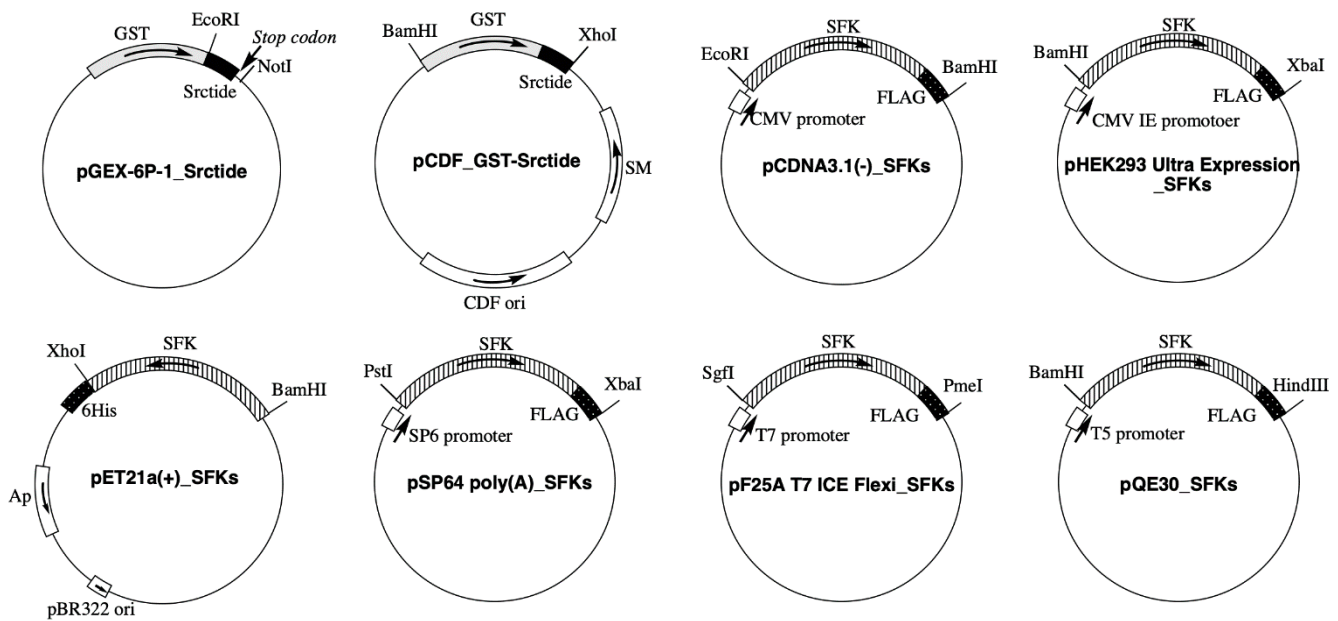 GST
EcoRI
Stop codon
NotI
Srctide
pGEX-6P-1_Srctide
GST
BamHI
XhoI
Srctide
pCDF_GST-Srctide
SM
CDF ori
SFK
EcoRI
BamHI
FLAG
CMV promoter
pCDNA3.1(-)_SFKs
SFK
BamHI
XbaI
FLAG
CMV IE promotoer
pHEK293 Ultra Expression
_SFKs
SFK
XhoI
BamHI
6His
pET21a(+)_SFKs
Ap
pBR322 ori
SFK
PstI
XbaI
FLAG
SP6 promoter
pSP64 poly(A)_SFKs
SFK
SgfI
PmeI
FLAG
T7 promoter
pF25A T7 ICE Flexi_SFKs
SFK
BamHI
HindIII
FLAG
T5 promoter
pQE30_SFKs